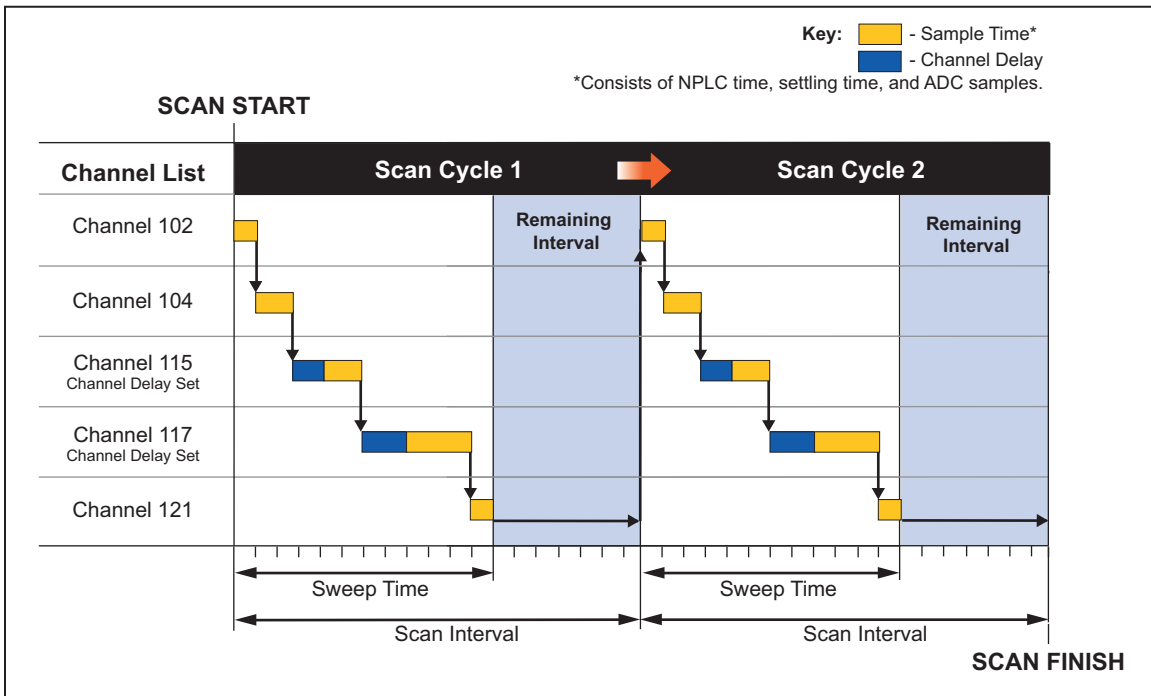 Key: - Sample Time*
- Channel Delay
*Consists of NPLC time, settling time, and ADC samples.
SCAN START
Channel List
Scan Cycle 1
Scan Cycle 2
Channel 102
Remaining
Interval
Remaining
Interval
Channel 104
Channel 115
Channel Delay Set
Channel 117
Channel Delay Set
Channel 121
Sweep Time
Sweep Time
Scan Interval
Scan Interval
SCAN FINISH